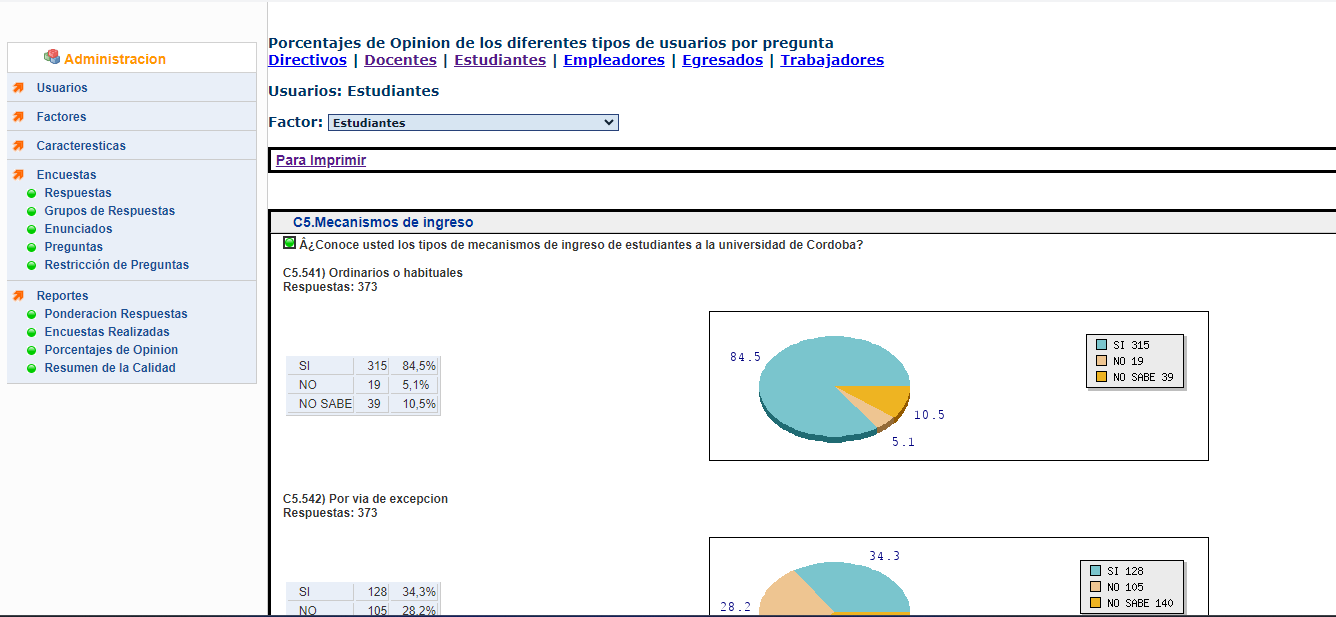 Administracion
Usuarios
Factores
Caracteresticas
Encuestas
Respuestas
Grupos de Respuestas
Enunciados
Preguntas
Restricción de Preguntas
Reportes
Ponderacion Respuestas
Encuestas Realizadas
Porcentajes de Opinion
Resumen de la Calidad
Porcentajes de Opinion de los diferentes tipos de usuarios por pregunta
Directivos | Docentes | Estudiantes | Empleadores | Egresados | Trabajadores
Usuarios: Estudiantes
Factor: Estudiantes
Para Imprimir
C5.Mecanismos de ingreso
Â¿Conoce usted los tipos de mecanismos de ingreso de estudiantes a la universidad de Cordoba?
C5.541) Ordinarios o habituales
Respuestas: 373
SI 315 84,5%
NO 19 5,1%
NO SABE 39 10,5%
84.5
10.5
5.1
SI 315
NO 19
NO SABE 39
C5.542) Por via de excepcion
Respuestas: 373
SI 128 34,3%
NO 105 28,2%
34.3
28.2
SI 128
NO 105
NO SABE 140